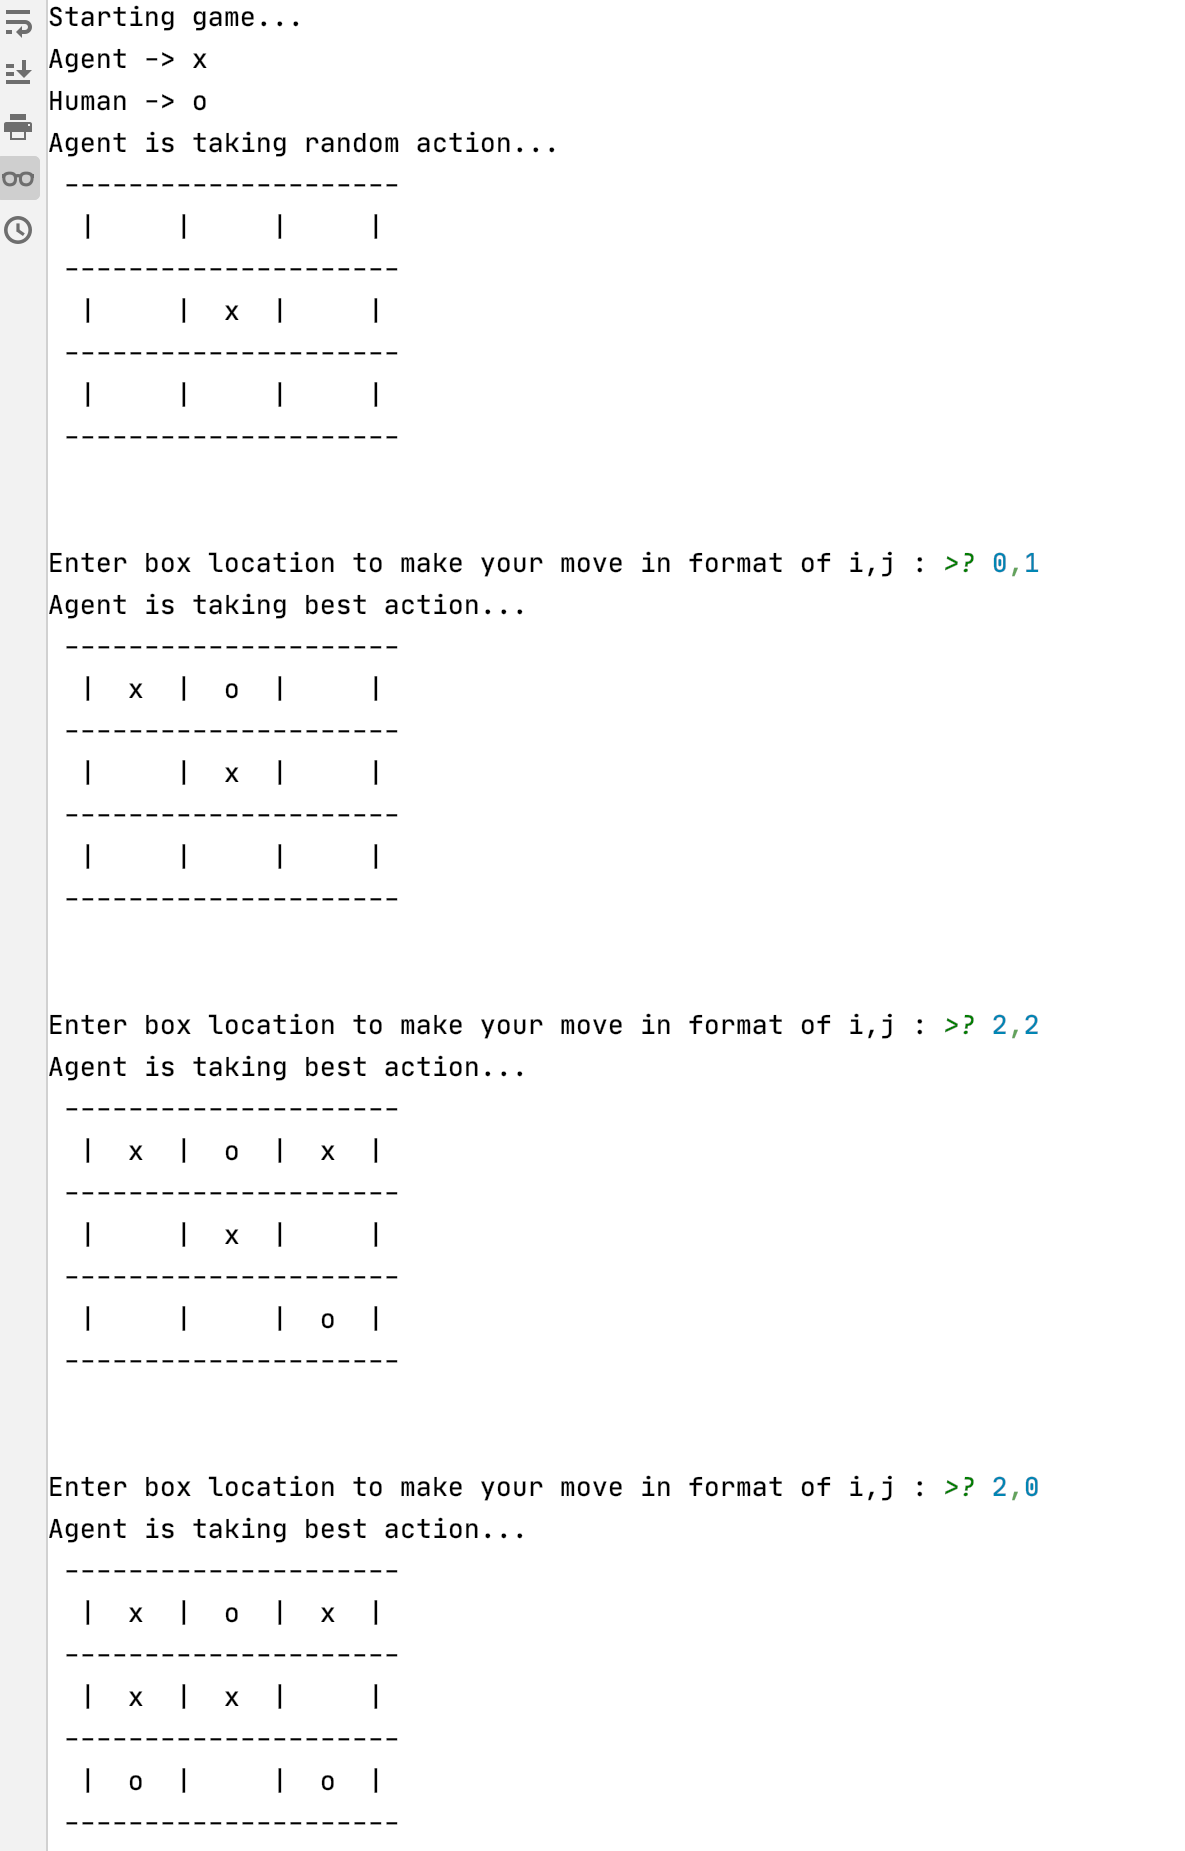 Starting game...
Agent -> x
Human -> o
Agent is taking random action...
---------------------
|     |     |     |
---------------------
|     |  x  |     |
---------------------
|     |     |     |
---------------------
Enter box location to make your move in format of i,j : >? 0,1
Agent is taking best action...
---------------------
|  x  |  o  |     |
---------------------
|     |  x  |     |
---------------------
|     |     |     |
---------------------
Enter box location to make your move in format of i,j : >? 2,2
Agent is taking best action...
---------------------
|  x  |  o  |  x  |
---------------------
|     |  x  |     |
---------------------
|     |     |  o  |
---------------------
Enter box location to make your move in format of i,j : >? 2,0
Agent is taking best action...
---------------------
|  x  |  o  |  x  |
---------------------
|  x  |  x  |     |
---------------------
|  o  |     |  o  |
---------------------